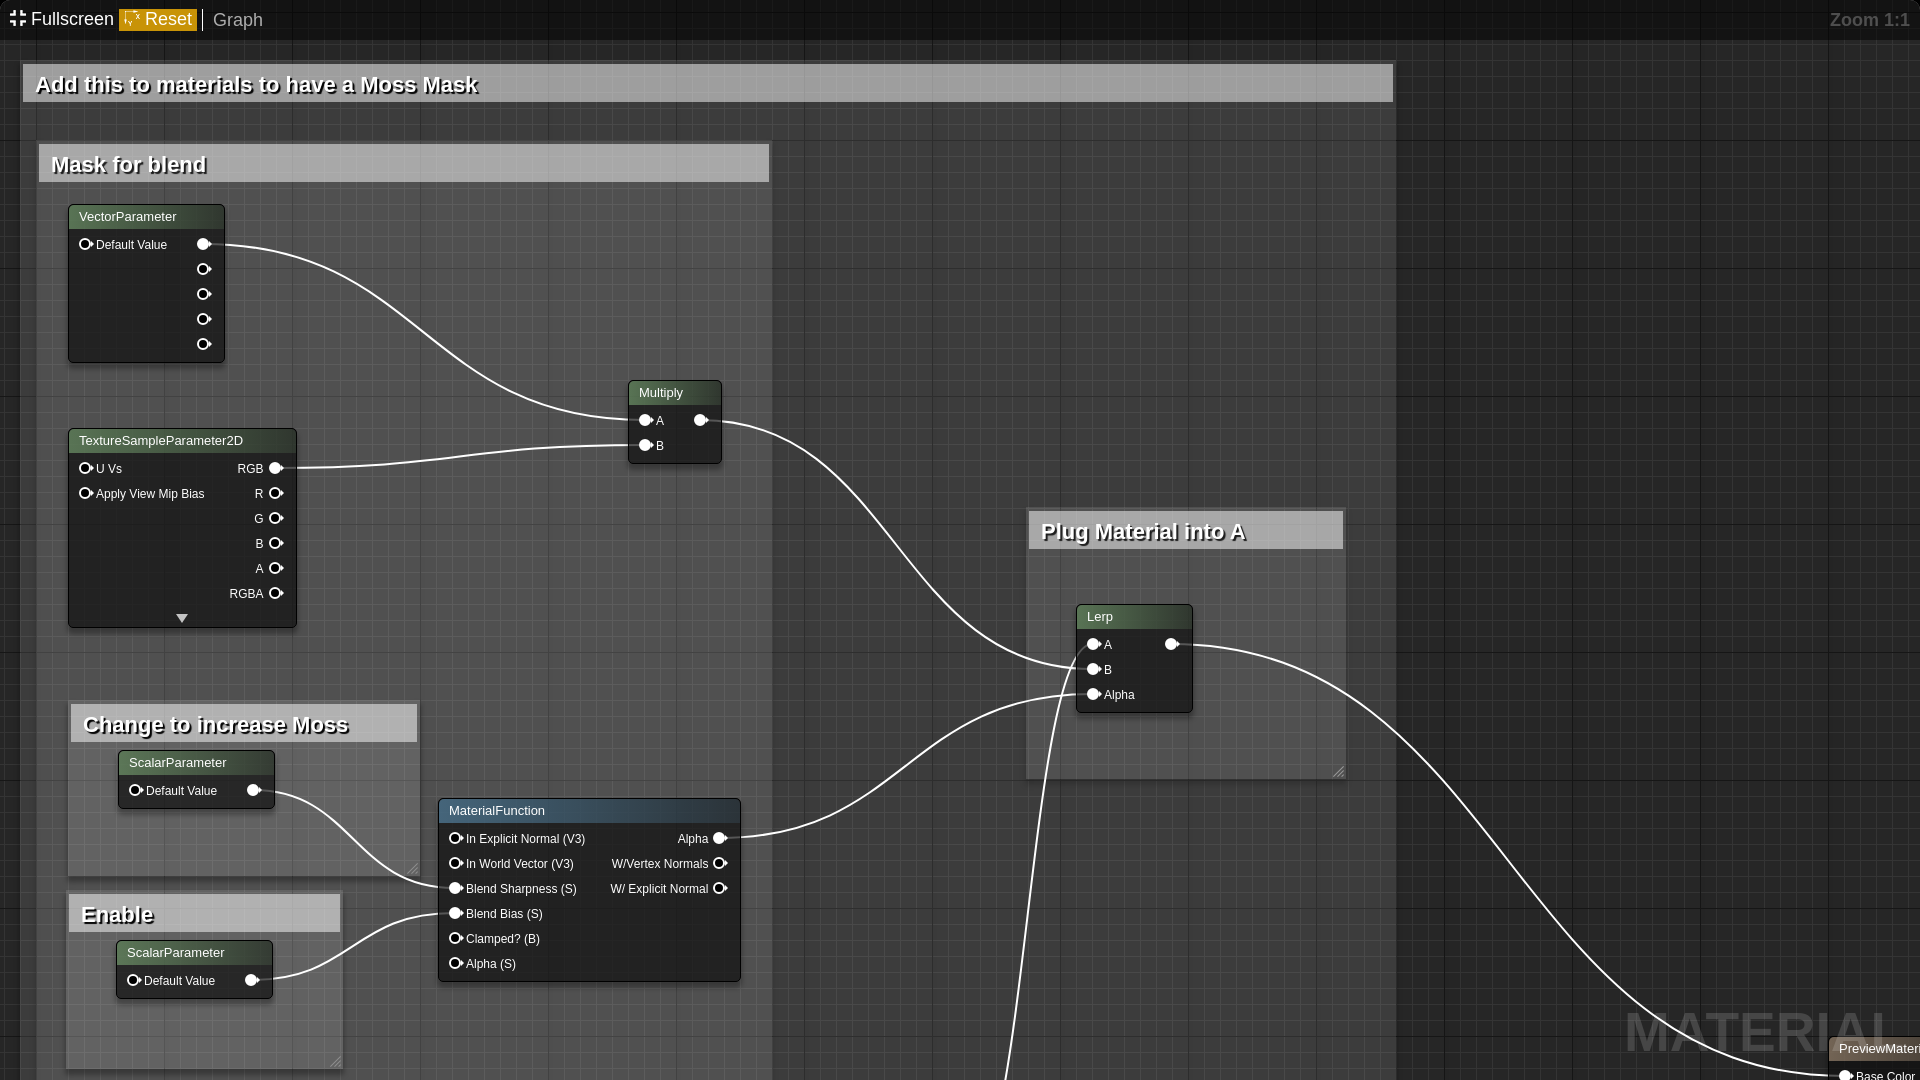 Fullscreen Reset Graph Zoom 1:1
Add this to materials to have a Moss Mask
Mask for blend
VectorParameter
Default Value
Multiply
A
B
TextureSampleParameter2D
U Vs RGB
Apply View Mip Bias R
G
B
A
RGBA
Plug Material into A
Lerp
A
B
Alpha
Change to increase Moss
ScalarParameter
Default Value
MaterialFunction
In Explicit Normal (V3) Alpha
In World Vector (V3) W/Vertex Normals
Blend Sharpness (S) W/ Explicit Normal
Blend Bias (S)
Clamped? (B)
Alpha (S)
Enable
ScalarParameter
Default Value
MATERIAL
PreviewMateri
Base Color